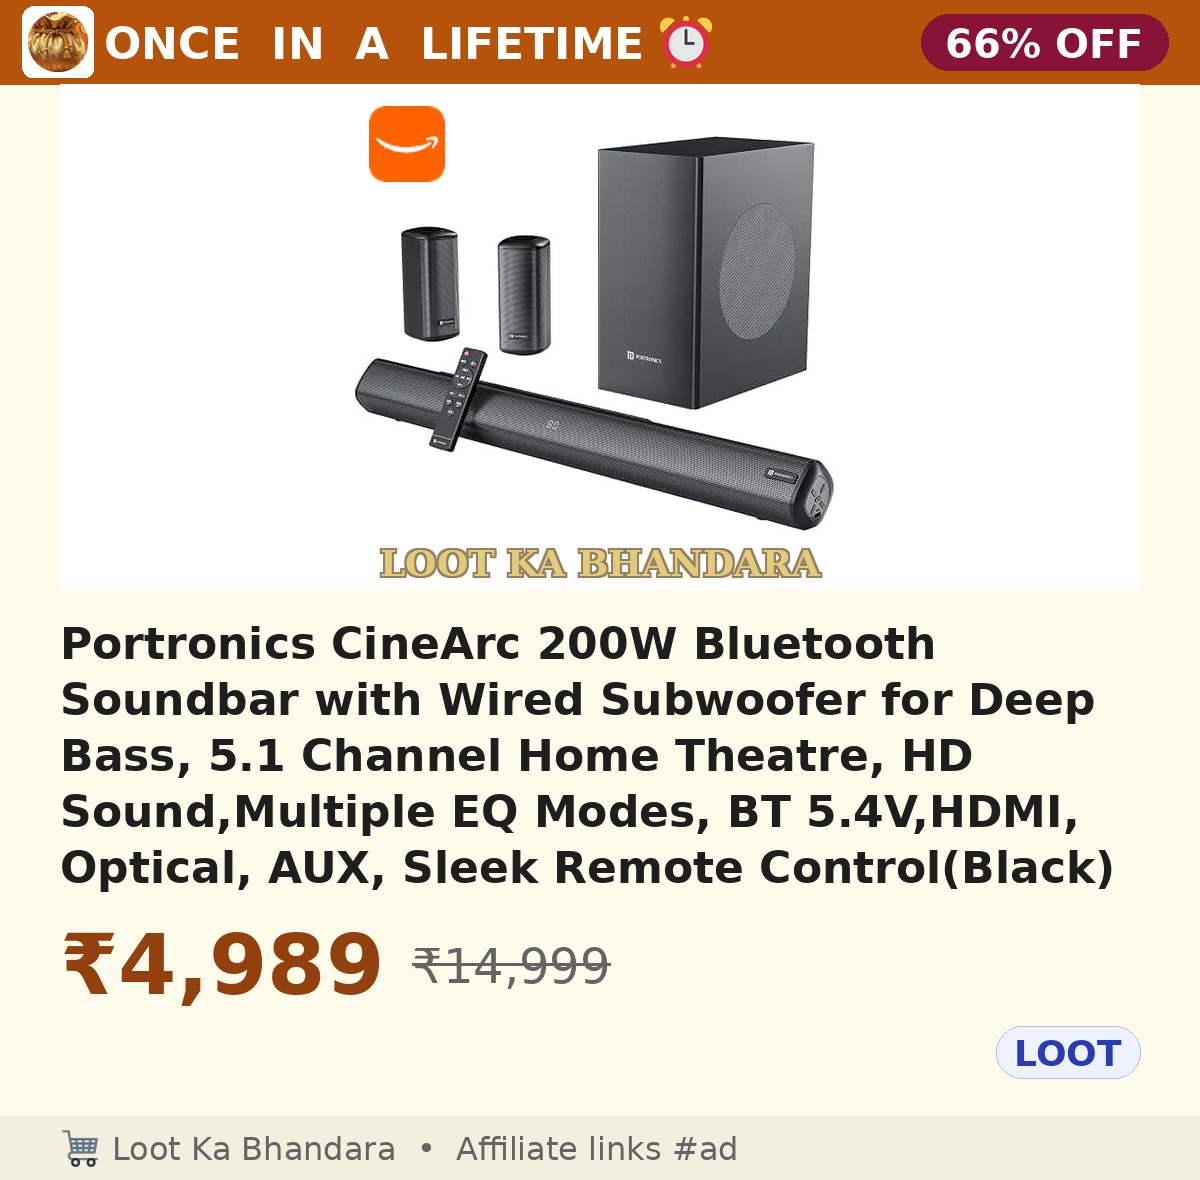 ONCE IN A LIFETIME
66% OFF
PORTRONICS
80
LOOT KA BHANDARA
Portronics CineArc 200W Bluetooth
Soundbar with Wired Subwoofer for Deep
Bass, 5.1 Channel Home Theatre, HD
Sound,Multiple EQ Modes, BT 5.4V,HDMI,
Optical, AUX, Sleek Remote Control(Black)
₹4,989 ₹14,999
LOOT
Loot Ka Bhandara • Affiliate links #ad